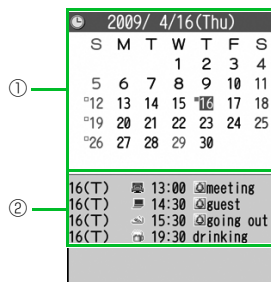 2009/ 4/16(Thu)
S M T W T F S
1 2 3 4
5 6 7 8 9 10 11
12 13 14 15 16 17 18
19 20 21 22 23 24 25
26 27 28 29 30
①
②
16(T) 13:00 meeting
16(T) 14:30 guest
16(T) 15:30 going out
16(T) 19:30 drinking